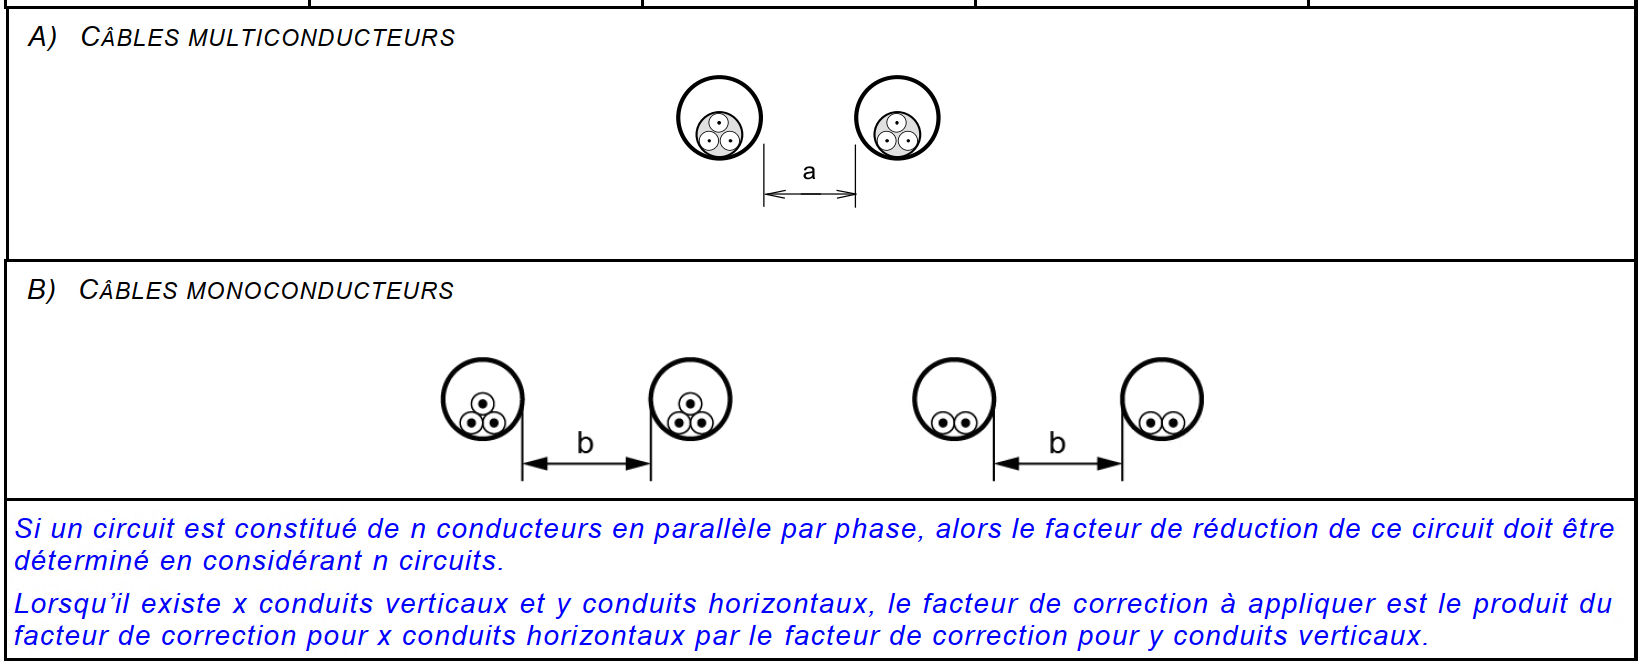 A) CÂBLES MULTICONDUCTEURS
a
B) CÂBLES MONOCONDUCTEURS
b
b
Si un circuit est constitué de n conducteurs en parallèle par phase, alors le facteur de réduction de ce circuit doit être
déterminé en considérant n circuits.
Lorsqu’il existe x conduits verticaux et y conduits horizontaux, le facteur de correction à appliquer est le produit du
facteur de correction pour x conduits horizontaux par le facteur de correction pour y conduits verticaux.